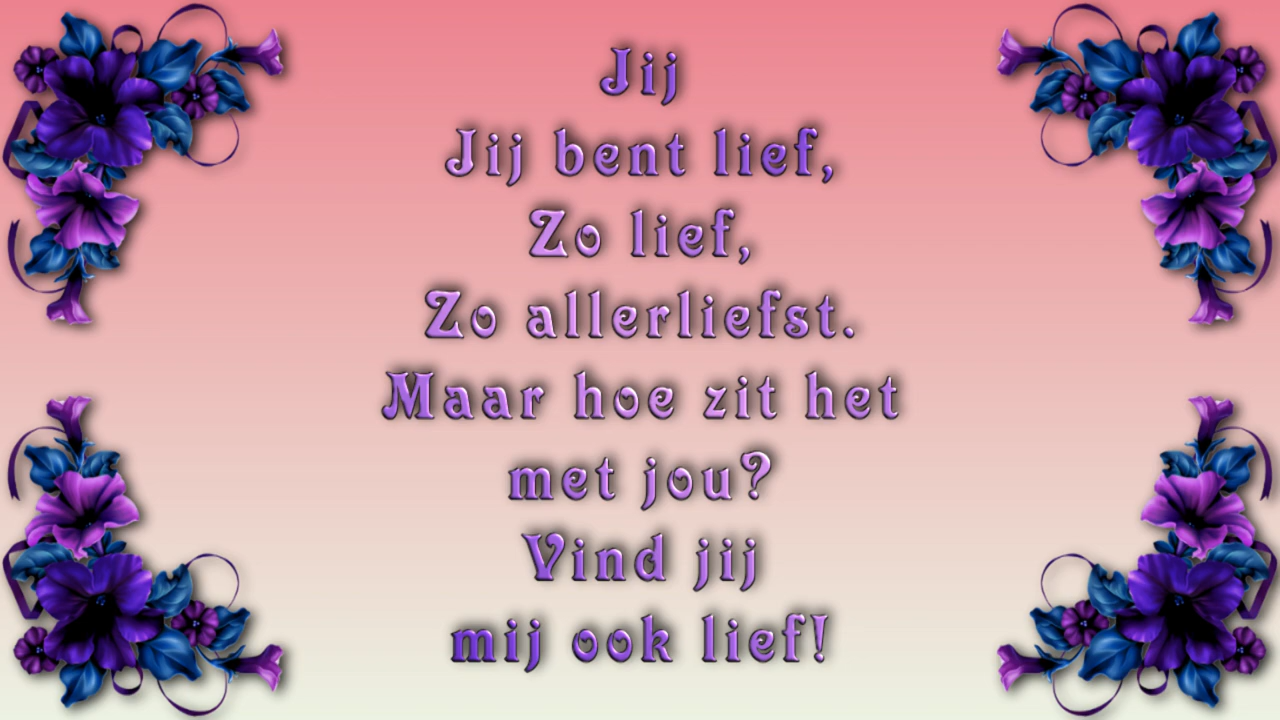 Jij
Jij bent lief,
Zo lief,
Zo allerliefst.
Maar hoe zit het
met jou?
Vind jij
mij ook lief!